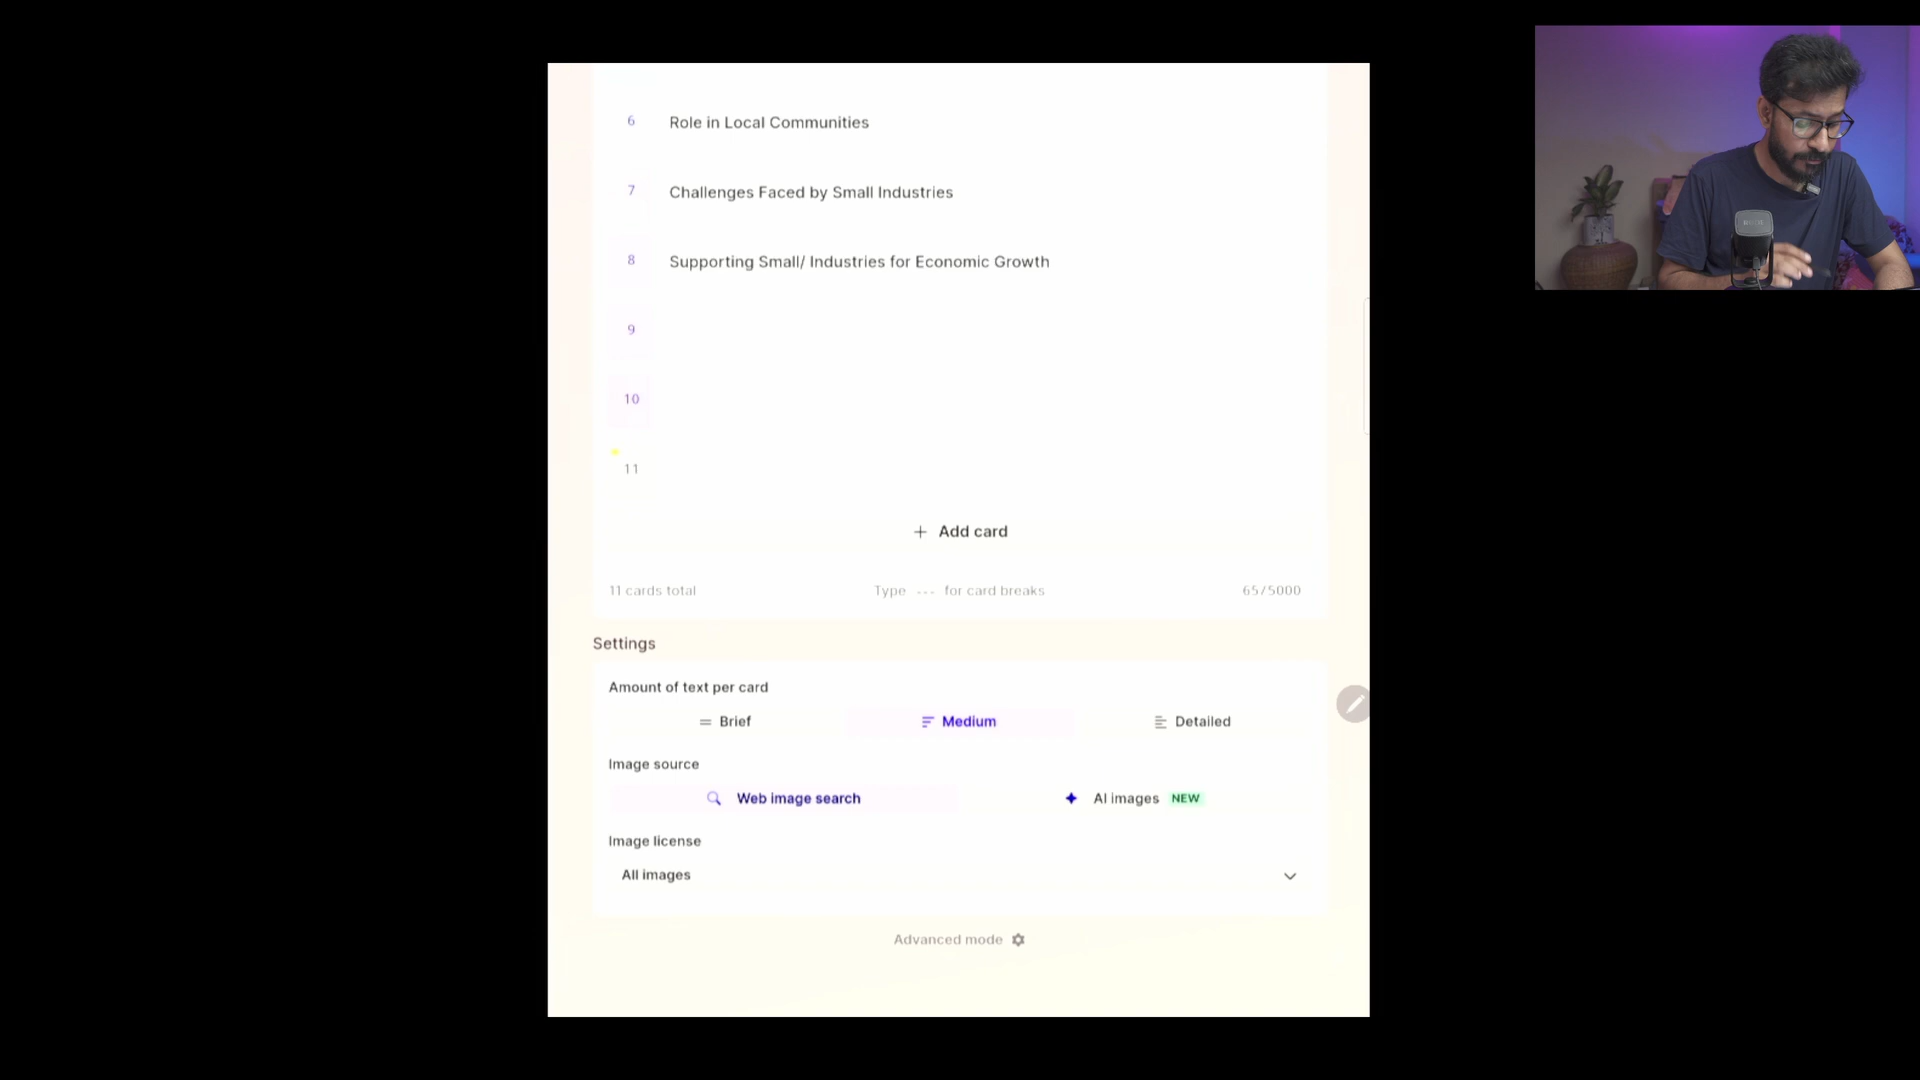 6 Role in Local Communities
7 Challenges Faced by Small Industries
8 Supporting Small/ Industries for Economic Growth
9
10
11
+ Add card
11 cards total Type --- for card breaks 65/5000
Settings
Amount of text per card
Brief Medium Detailed
Image source
Web image search AI images NEW
Image license
All images
Advanced mode